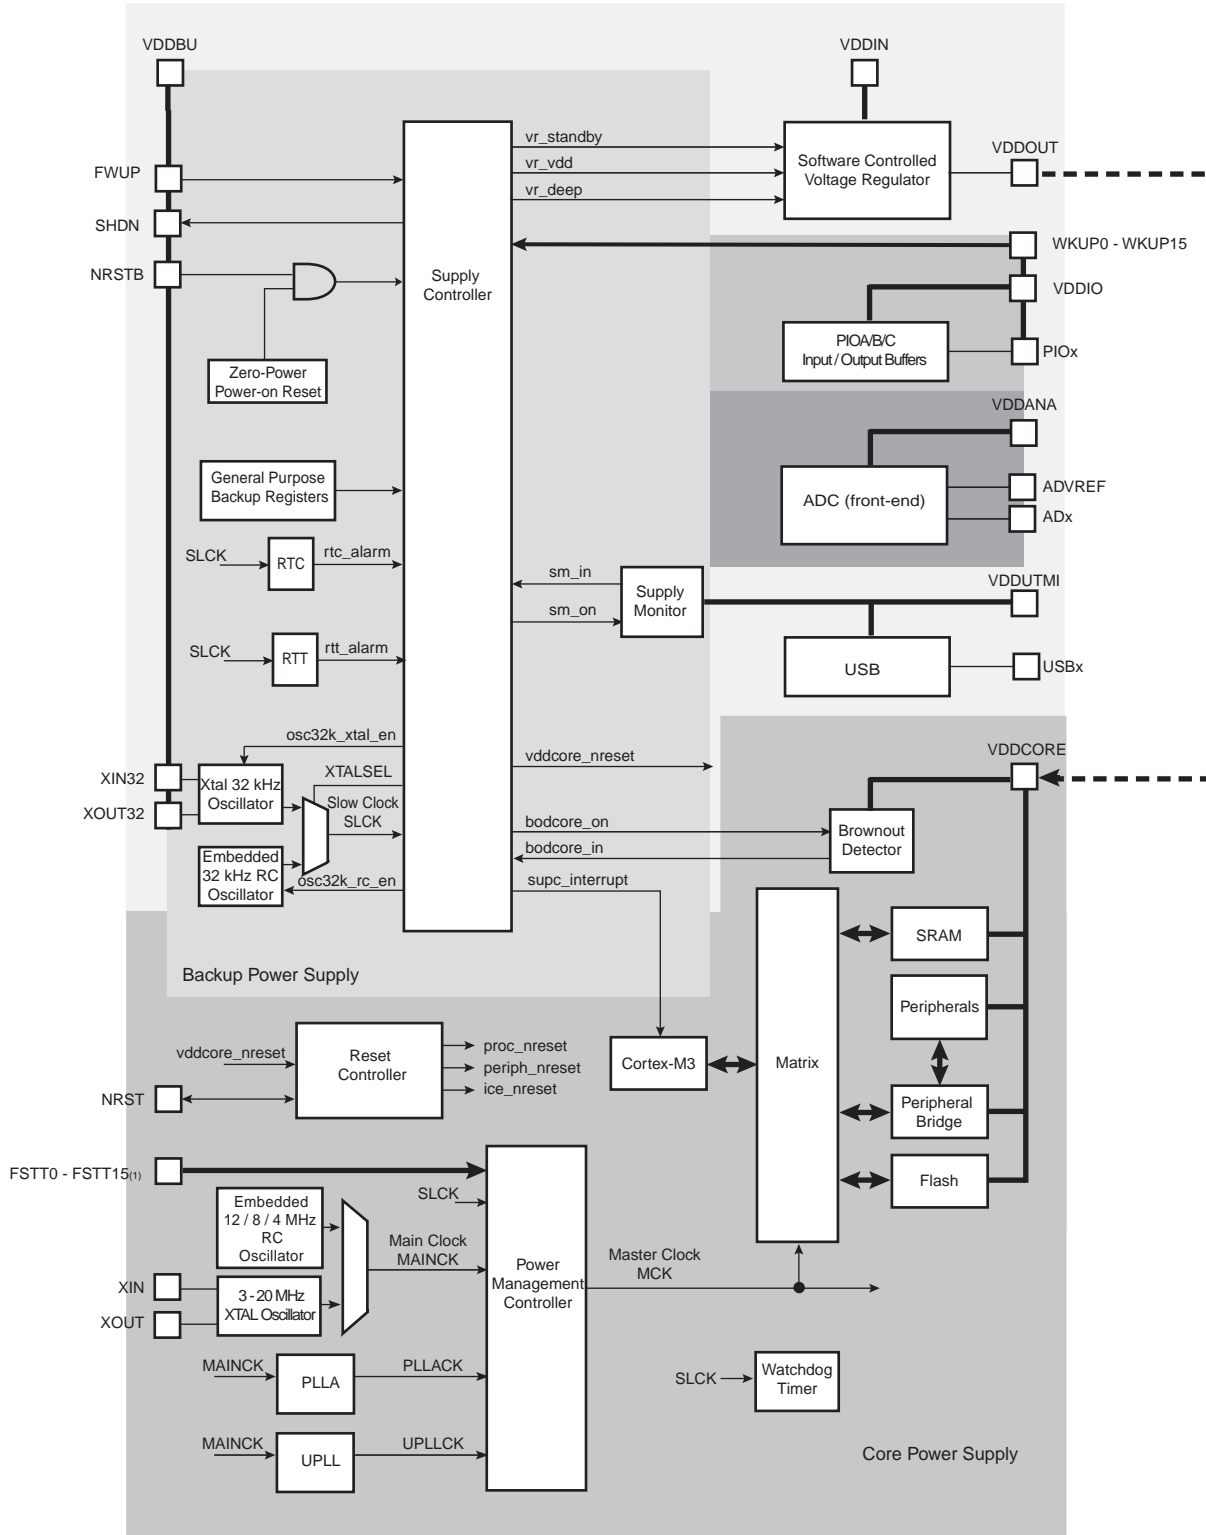 VDDBU
VDDIN
vr_standby
VDDOUT
FWUP
vr_vdd
Software Controlled
Voltage Regulator
vr_deep
SHDN
WKUP0 - WKUP15
NRSTB
Supply
Controller
VDDIO
PIOA/B/C
Input / Output Buffers
PIOx
Zero-Power
Power-on Reset
VDDANA
General Purpose
Backup Registers
ADC (front-end)
ADVREF
ADx
SLCK
RTC
rtc_alarm
sm_in
Supply
Monitor
VDDUTMI
sm_on
SLCK
RTT
rtt_alarm
USB
USBx
osc32k_xtal_en
vddcore_nreset
VDDCORE
XIN32
Xtal 32 kHz
Oscillator
XTALSEL
Slow Clock
SLCK
XOUT32
bodcore_on
Brownout
Detector
bodcore_in
Embedded
32 kHz RC
Oscillator
osc32k_rc_en
supc_interrupt
SRAM
Backup Power Supply
Peripherals
vddcore_nreset
Reset
Controller
proc_nreset
periph_nreset
ice_nreset
Cortex-M3
Matrix
NRST
Peripheral
Bridge
FSTT0 - FSTT15(1)
SLCK
Flash
Embedded
12 / 8 / 4 MHz
RC
Oscillator
Main Clock
MAINCK
Power
Management
Controller
Master Clock
MCK
XIN
3 - 20 MHz
XTAL Oscillator
XOUT
MAINCK
PLLA
PLLACK
SLCK
Watchdog
Timer
MAINCK
UPLL
UPLLCK
Core Power Supply